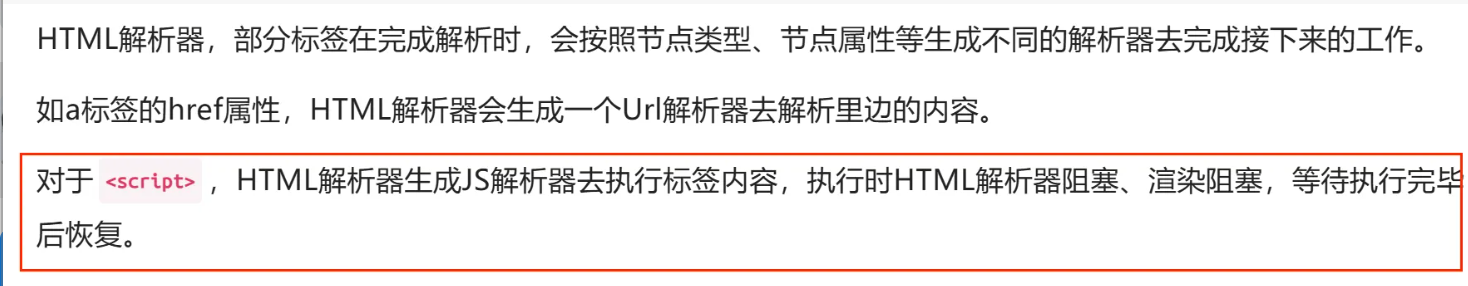 HTML解析器，部分标签在完成解析时，会按照节点类型、节点属性等生成不同的解析器去完成接下来的工作。
如a标签的href属性，HTML解析器会生成一个Url解析器去解析里边的内容。
对于 <script> ，HTML解析器生成JS解析器去执行标签内容，执行时HTML解析器阻塞、渲染阻塞，等待执行完毕
后恢复。